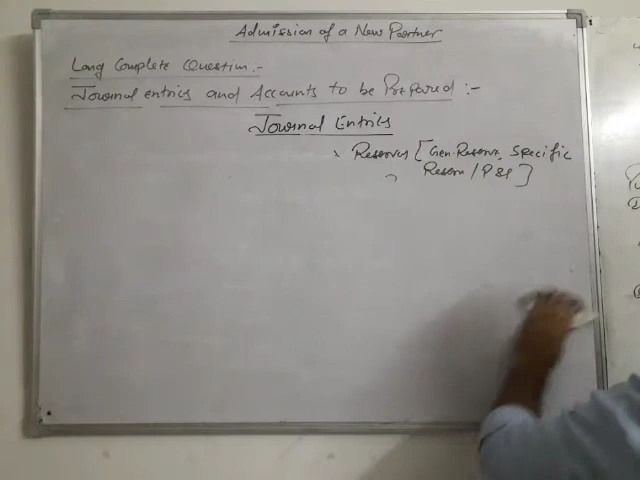 Admission of a New Partner
Long Complete Question :-
Journal entries and Accounts to be Prepared :-
Journal Entries
Reserves [Gen. Reserve, Specific
Reserve / P&L]